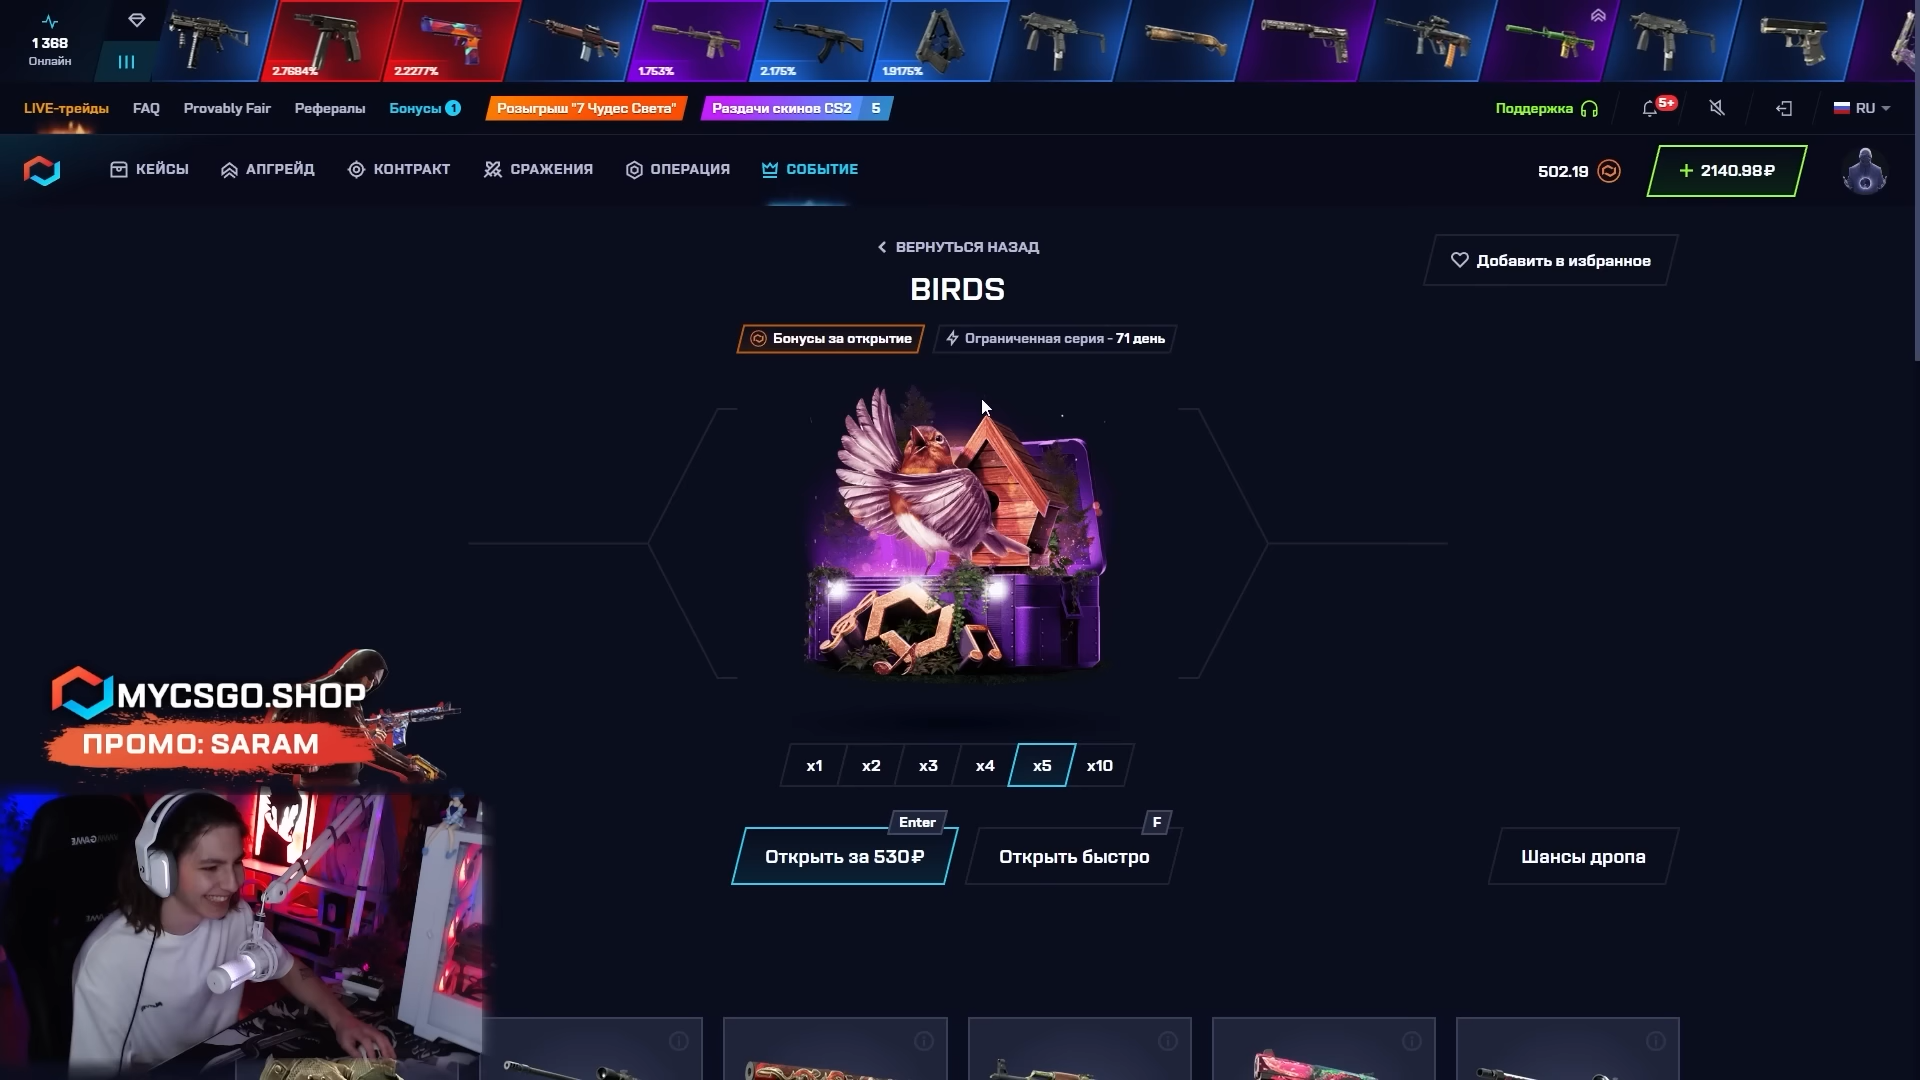 1 368
Онлайн
2.7684%
2.2277%
1.753%
2.175%
1.9175%
LIVE-трейды
FAQ
Provably Fair
Рефералы
Бонусы 1
Розыгрыш "7 Чудес Света"
Раздачи скинов CS2 5
Поддержка
5+
RU
КЕЙСЫ
АПГРЕЙД
КОНТРАКТ
СРАЖЕНИЯ
ОПЕРАЦИЯ
СОБЫТИЕ
502.19
+ 2140.98₽
ВЕРНУТЬСЯ НАЗАД
Добавить в избранное
BIRDS
Бонусы за открытие
Ограниченная серия - 71 день
MYCSGO.SHOP
ПРОМО: SARAM
x1
x2
x3
x4
x5
x10
Enter
F
Открыть за 530₽
Открыть быстро
Шансы дропа